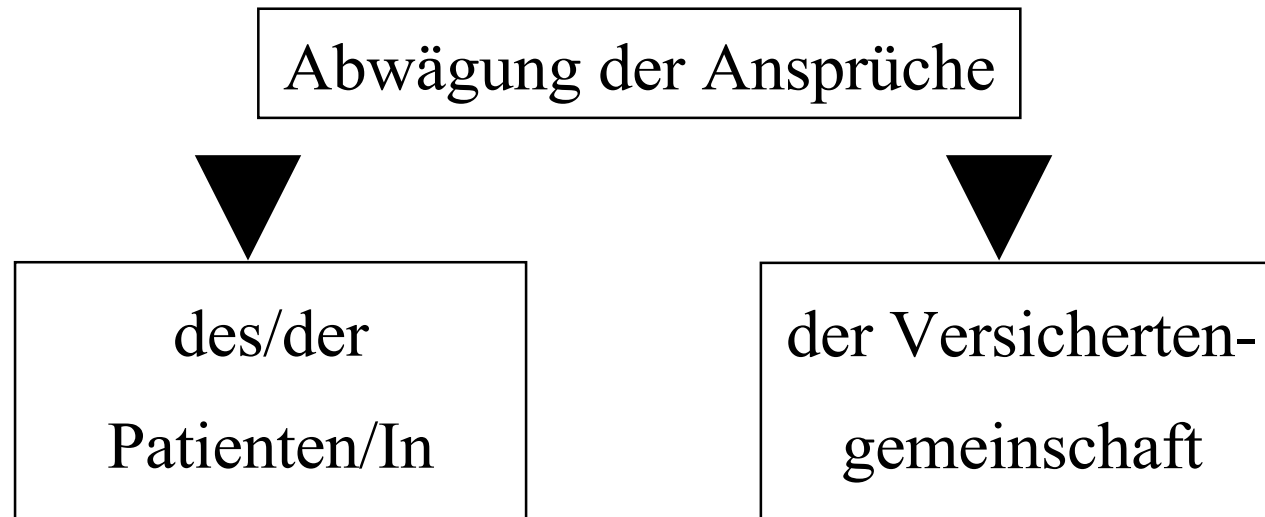 Abwägung der Ansprüche
des/der
Patienten/In
der Versicherten-
gemeinschaft